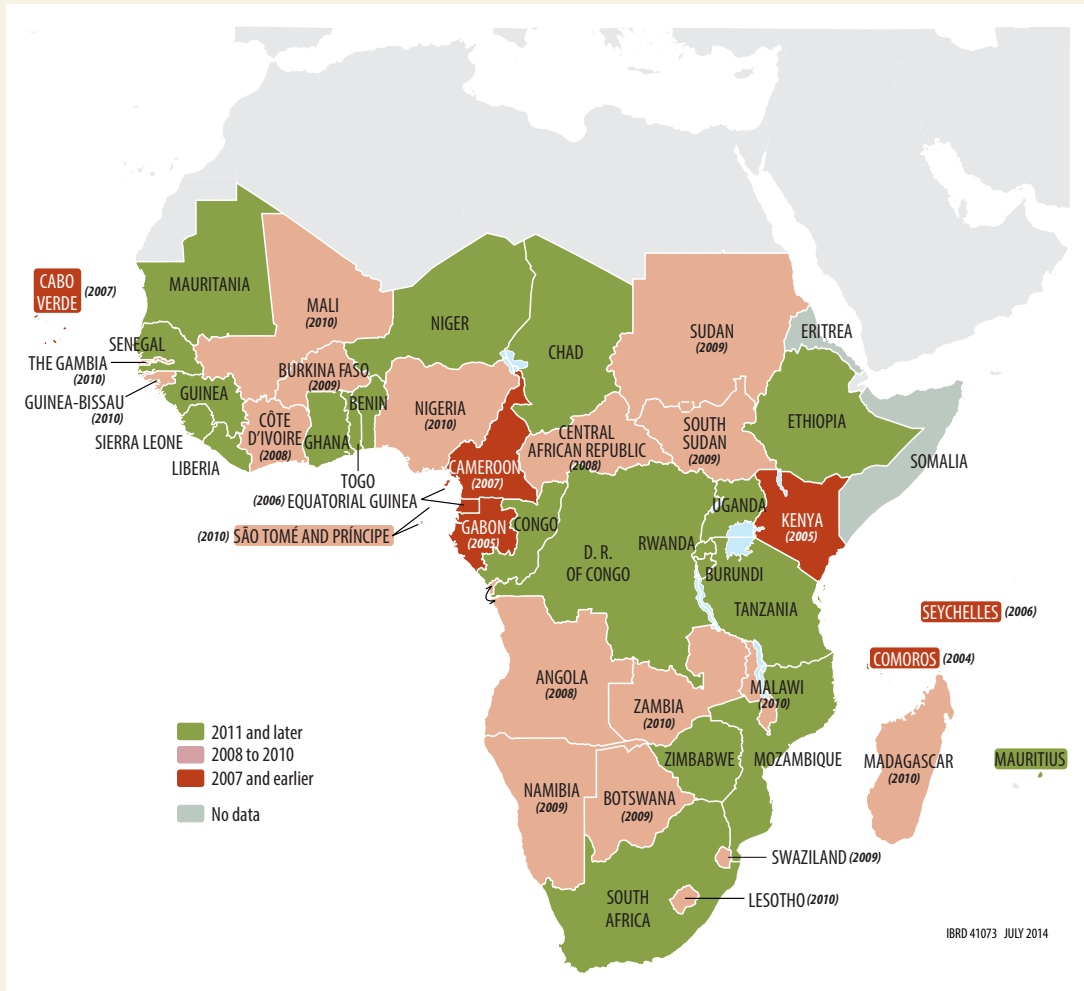 MAURITANIA
CABO
VERDE (2007)
MALI
(2010)
NIGER
SUDAN
(2009)
ERITREA
CHAD
SENEGAL
THE GAMBIA
(2010)
BURKINA FASO
(2009)
GUINEA
GUINEA-BISSAU
(2010)
BENIN
NIGERIA
(2010)
ETHIOPIA
CÔTE
D'IVOIRE
(2008)
GHANA
SOUTH
SUDAN
(2009)
CENTRAL
AFRICAN REPUBLIC
(2008)
SIERRA LEONE
LIBERIA
SOMALIA
CAMEROON
(2007)
TOGO
(2006) EQUATORIAL GUINEA
UGANDA
KENYA
(2005)
CONGO
GABON
(2005)
(2010) SÃO TOMÉ AND PRÍNCIPE
RWANDA
D. R.
OF CONGO
BURUNDI
TANZANIA
SEYCHELLES (2006)
COMOROS (2004)
ANGOLA
(2008)
MALAWI
(2010)
ZAMBIA
(2010)
2011 and later
2008 to 2010
2007 and earlier
No data
ZIMBABWE
MOZAMBIQUE
MADAGASCAR
(2010)
MAURITIUS
NAMIBIA
(2009)
BOTSWANA
(2009)
SWAZILAND (2009)
SOUTH
AFRICA
LESOTHO (2010)
IBRD 41073 JULY 2014